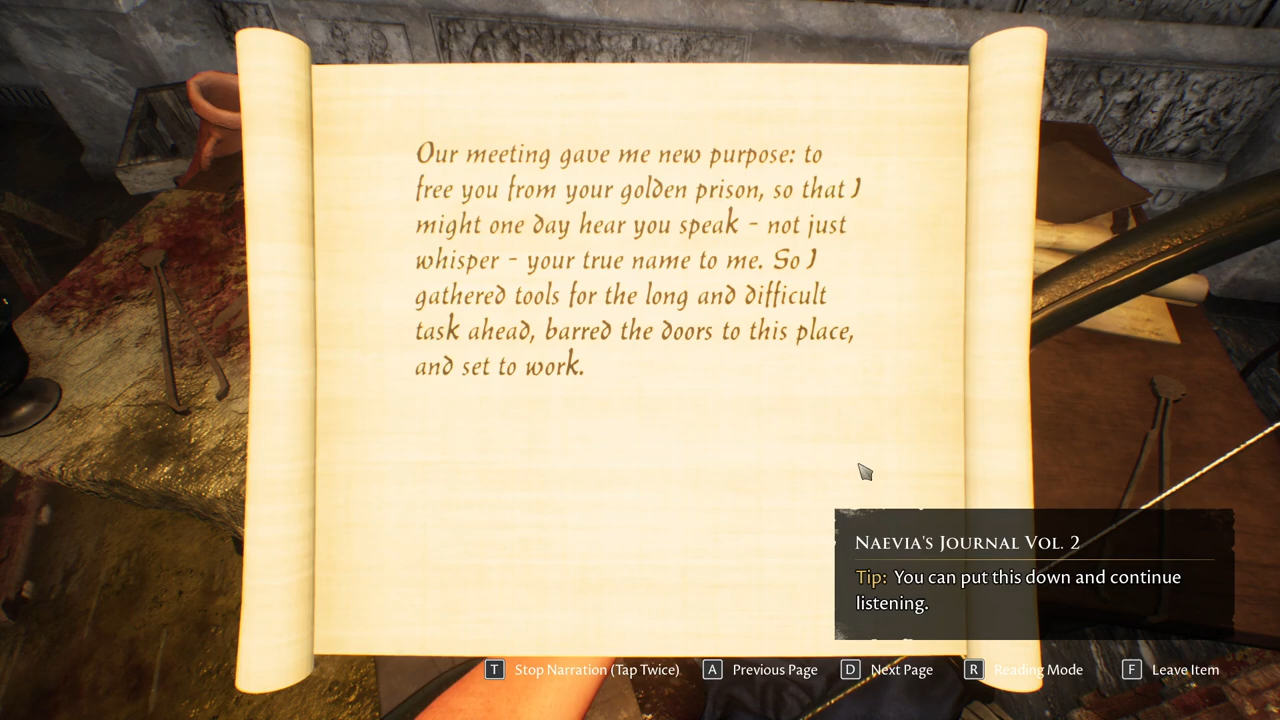 Our meeting gave me new purpose: to
free you from your golden prison, so that I
might one day hear you speak - not just
whisper - your true name to me. So I
gathered tools for the long and difficult
task ahead, barred the doors to this place,
and set to work.
Naevia's Journal Vol. 2
Tip: You can put this down and continue
listening.
T Stop Narration (Tap Twice) A Previous Page D Next Page R Reading Mode F Leave Item